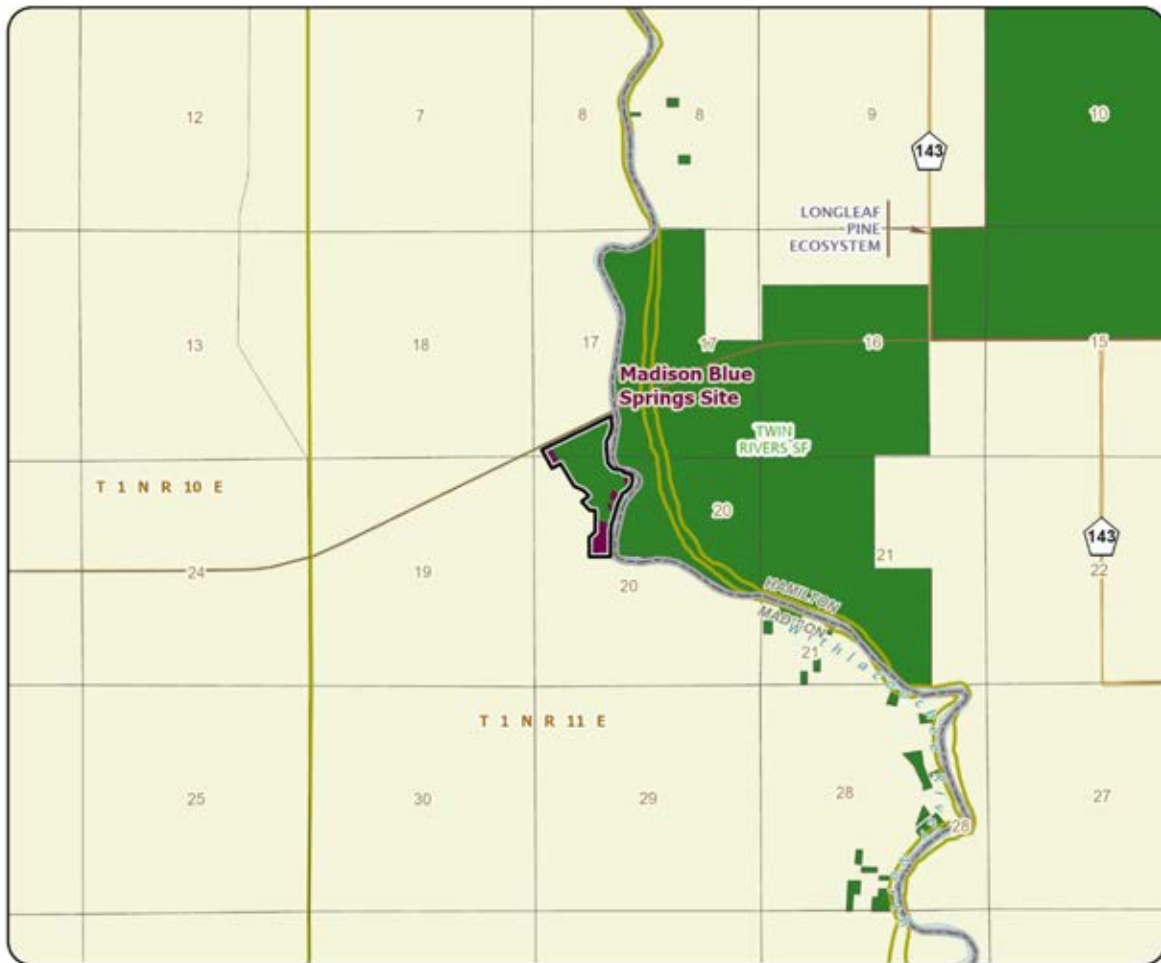 12
7
8
8
9
10
143
LONGLEAF
PINE
ECOSYSTEM
13
18
17
17
16
15
Madison Blue
Springs Site
TWIN
RIVERS SF
T 1 N R 10 E
20
143
24
19
20
21
22
HAMILTON
MADISON
21
T 1 N R 11 E
25
30
29
28
28
27